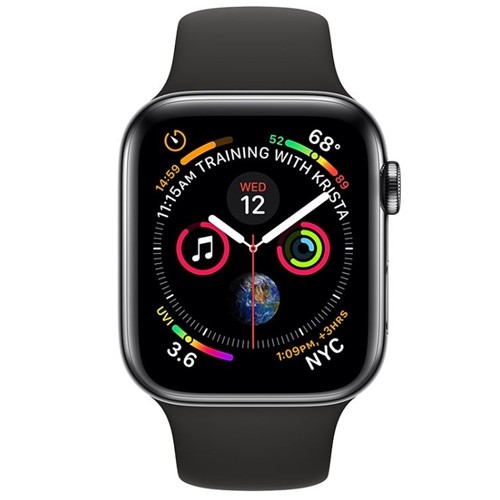 14:59
52 68° 89
11:15AM TRAINING WITH KRISTA
WED
12
UVI
3.6
1:09PM, +3HRS
NYC